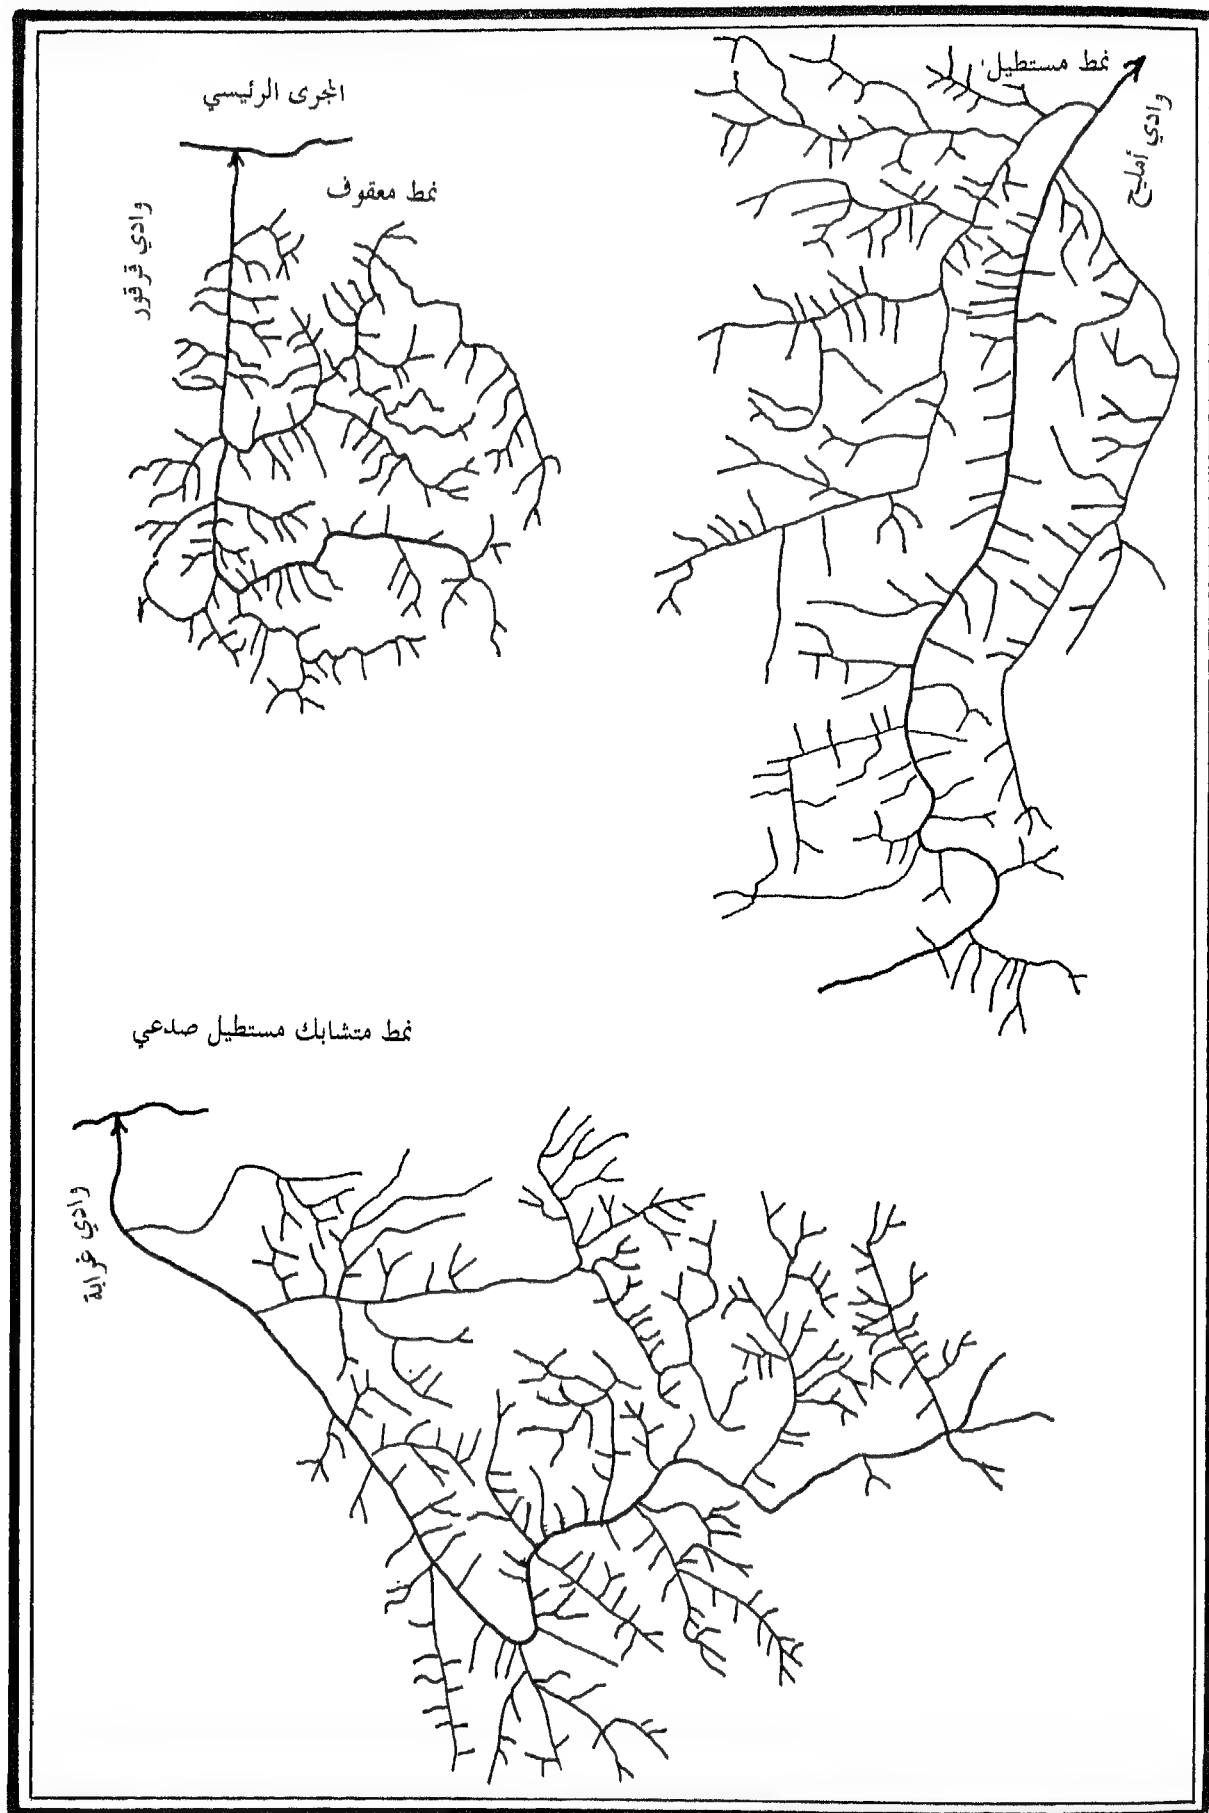 نمط مستطيل
وادي أمليح
المجرى الرئيسي
نمط معقوف
وادي قرقور
نمط متشابك مستطيل صدعي
وادي غرابة